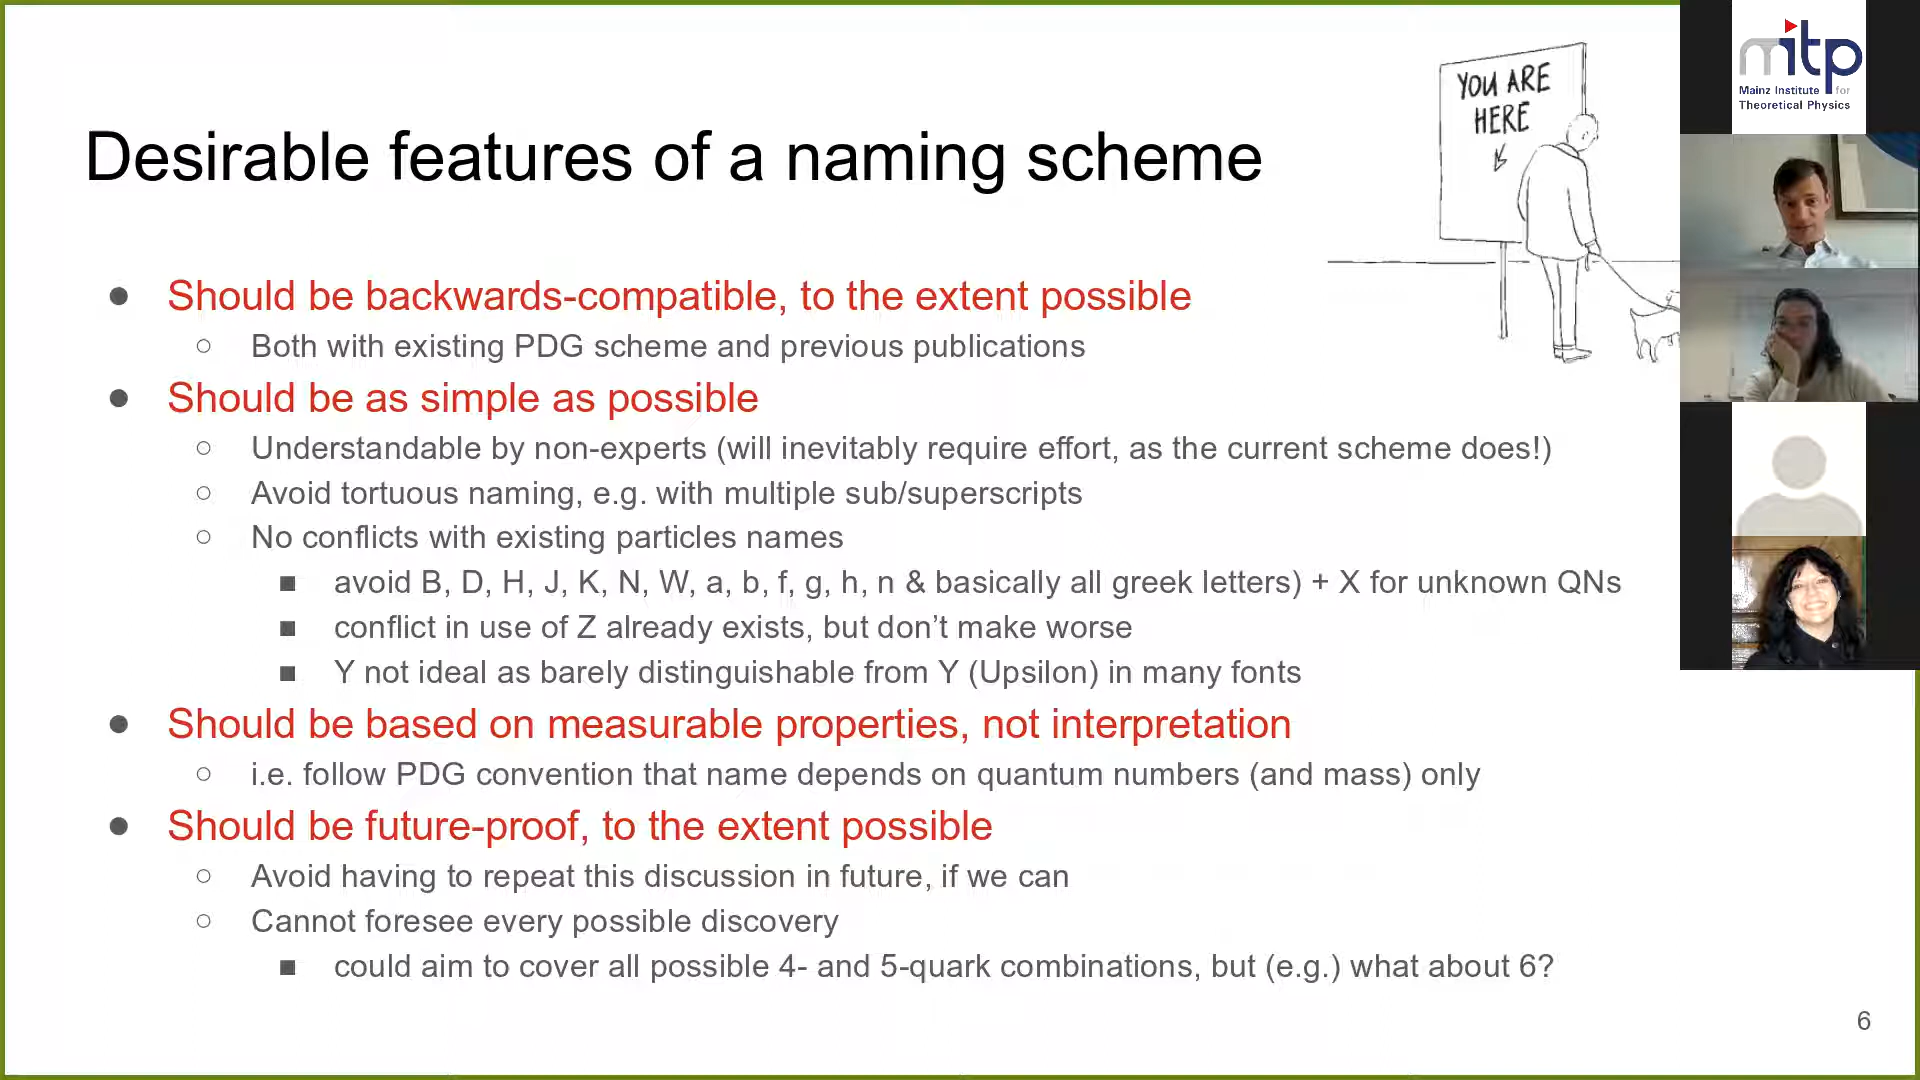 YOU ARE
HERE
mitp
Mainz Institute for
Theoretical Physics
Desirable features of a naming scheme
● Should be backwards-compatible, to the extent possible
○ Both with existing PDG scheme and previous publications
● Should be as simple as possible
○ Understandable by non-experts (will inevitably require effort, as the current scheme does!)
○ Avoid tortuous naming, e.g. with multiple sub/superscripts
○ No conflicts with existing particles names
■ avoid B, D, H, J, K, N, W, a, b, f, g, h, n & basically all greek letters) + X for unknown QNs
■ conflict in use of Z already exists, but don’t make worse
■ Y not ideal as barely distinguishable from Υ (Upsilon) in many fonts
● Should be based on measurable properties, not interpretation
○ i.e. follow PDG convention that name depends on quantum numbers (and mass) only
● Should be future-proof, to the extent possible
○ Avoid having to repeat this discussion in future, if we can
○ Cannot foresee every possible discovery
■ could aim to cover all possible 4- and 5-quark combinations, but (e.g.) what about 6?
6